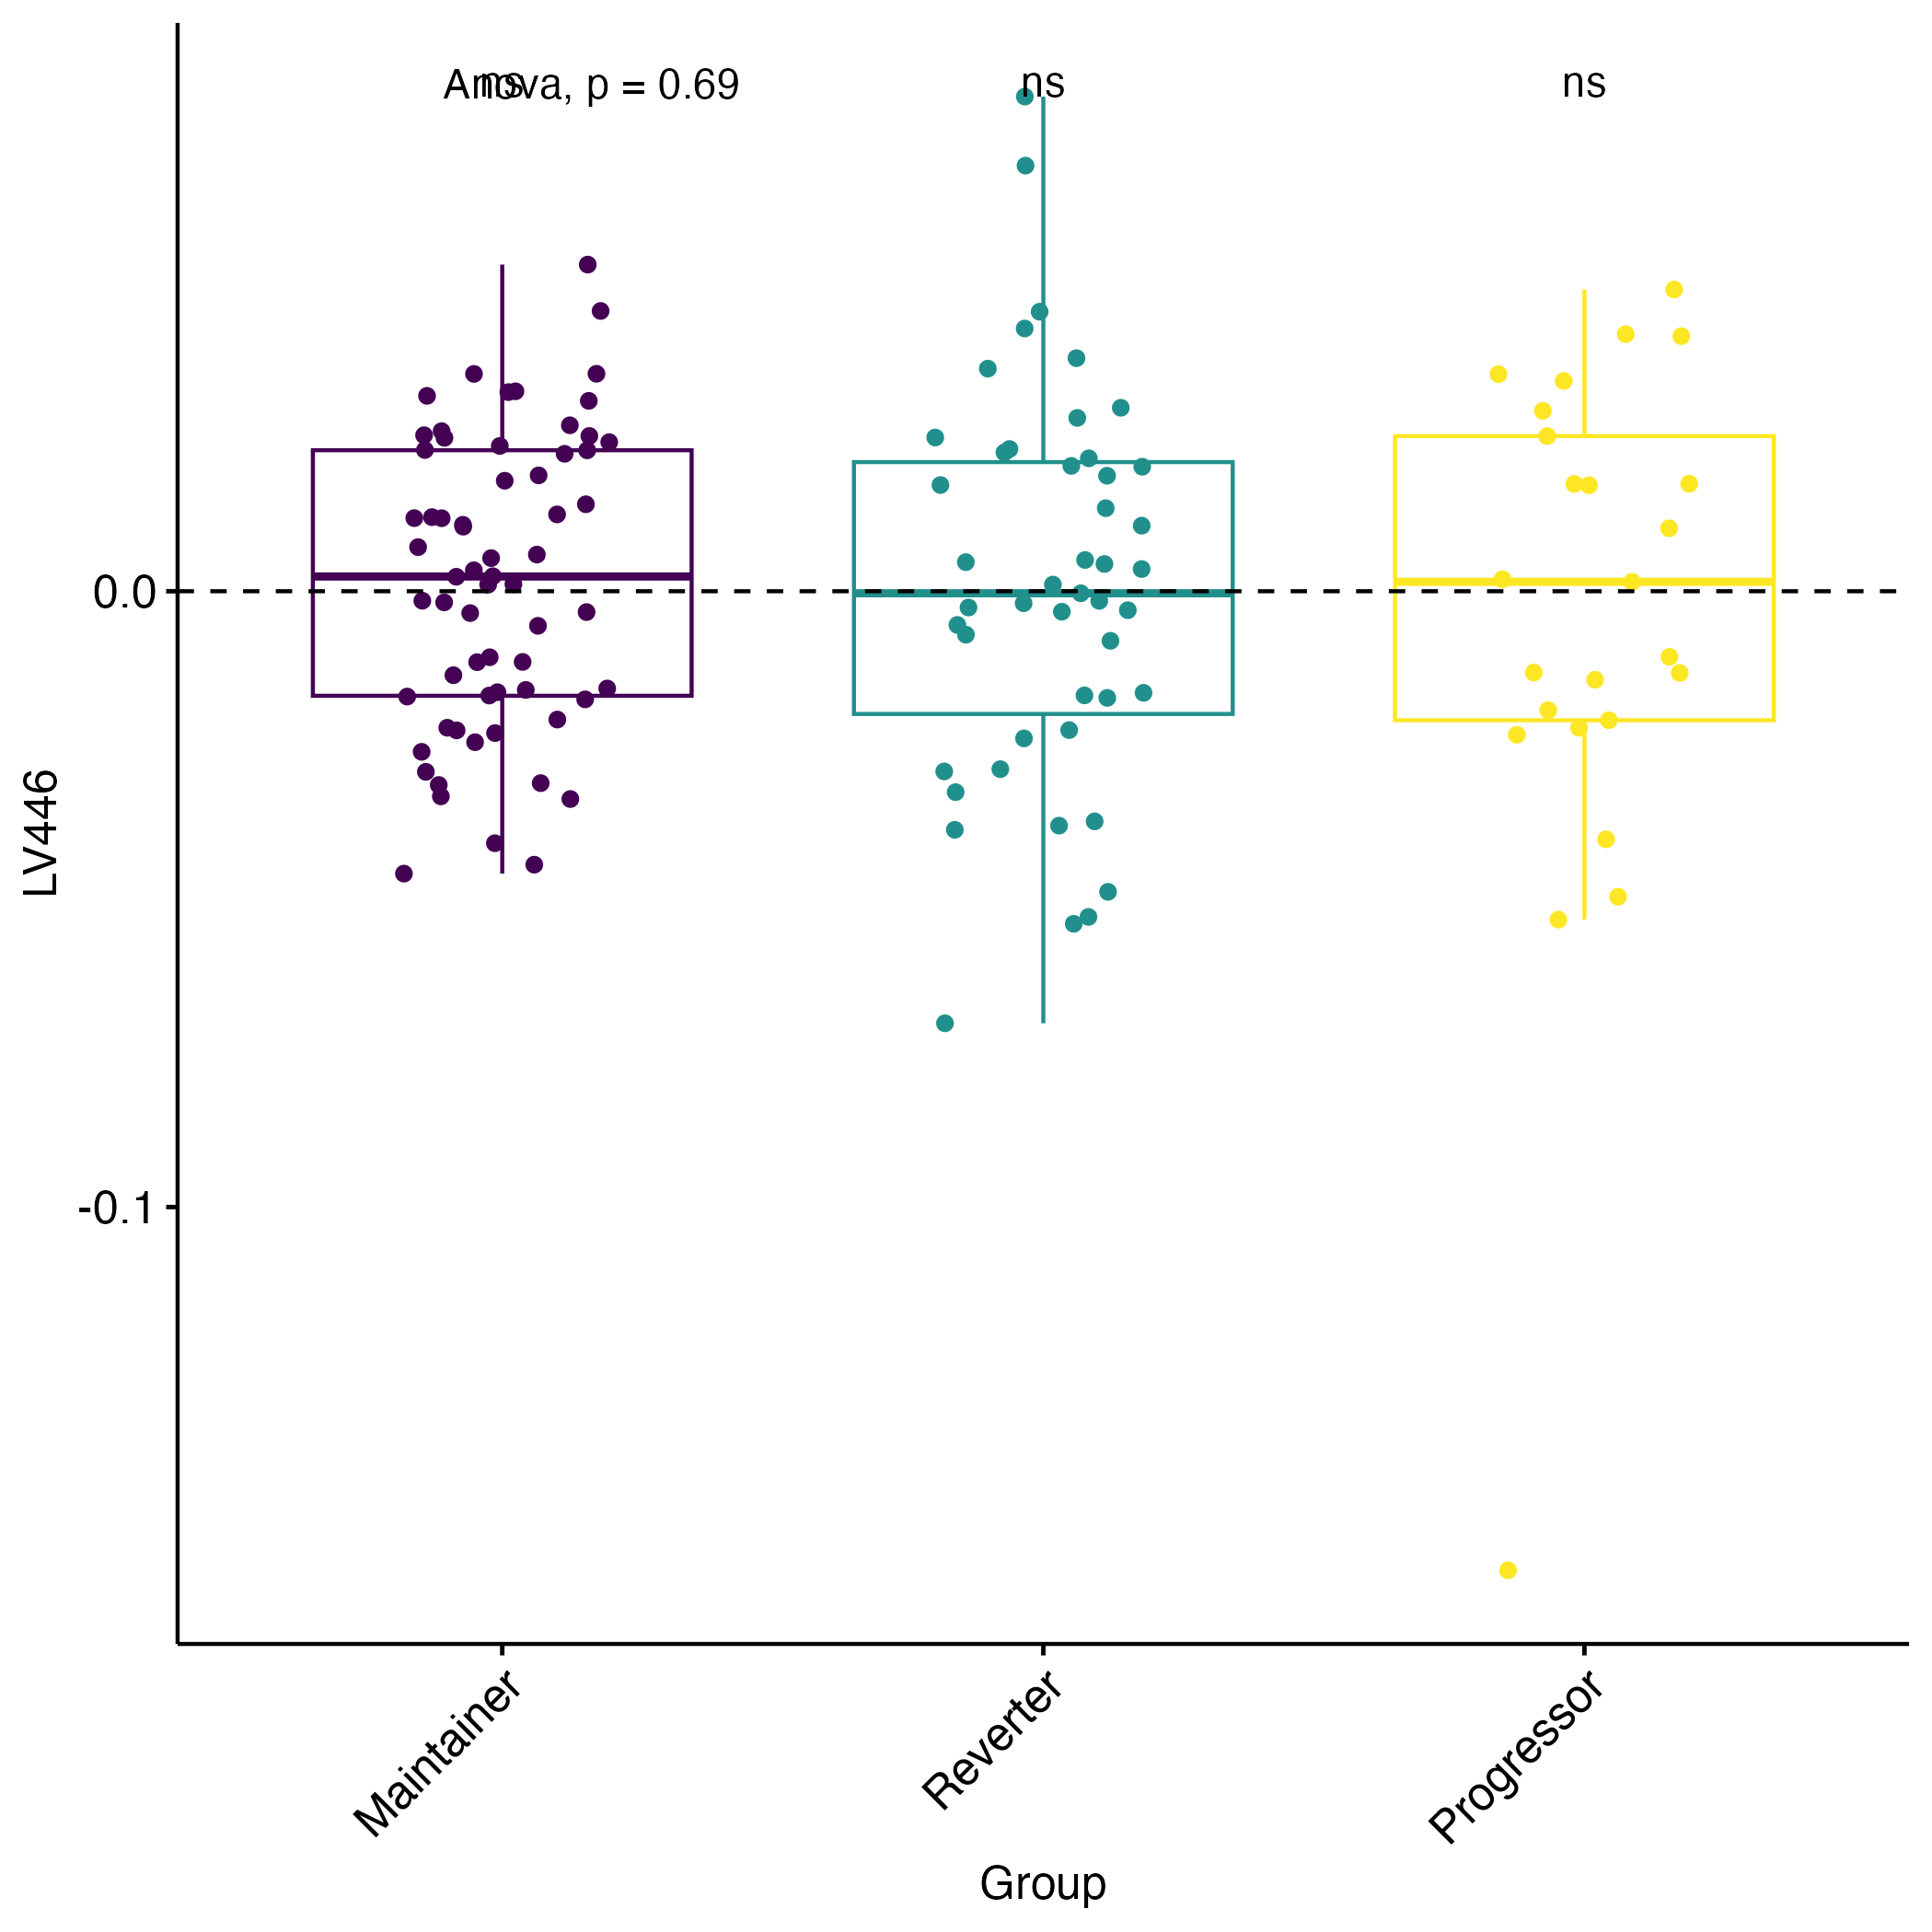 Anova, p = 0.69
ns
ns
ns
0.0
-0.1
LV446
Maintainer
Reverter
Progressor
Group